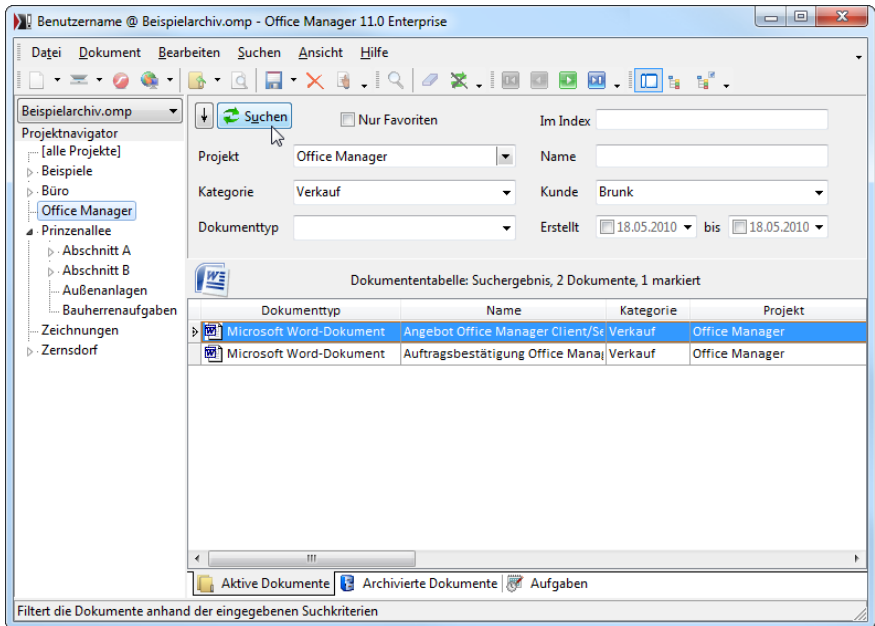 Benutzername @ Beispielarchiv.omp - Office Manager 11.0 Enterprise
Datei Dokument Bearbeiten Suchen Ansicht Hilfe
Beispielarchiv.omp
Projektnavigator
[alle Projekte]
Beispiele
Büro
Office Manager
Prinzenallee
Abschnitt A
Abschnitt B
Außenanlagen
Bauherrenaufgaben
Zeichnungen
Zernsdorf
Suchen Nur Favoriten Im Index
Projekt Office Manager Name
Kategorie Verkauf Kunde Brunk
Dokumenttyp Erstellt 18.05.2010 bis 18.05.2010
Dokumententabelle: Suchergebnis, 2 Dokumente, 1 markiert
Dokumenttyp Name Kategorie Projekt
Microsoft Word-Dokument Angebot Office Manager Client/Se Verkauf Office Manager
Microsoft Word-Dokument Auftragsbestätigung Office Manag Verkauf Office Manager
Aktive Dokumente Archivierte Dokumente Aufgaben
Filtert die Dokumente anhand der eingegebenen Suchkriterien